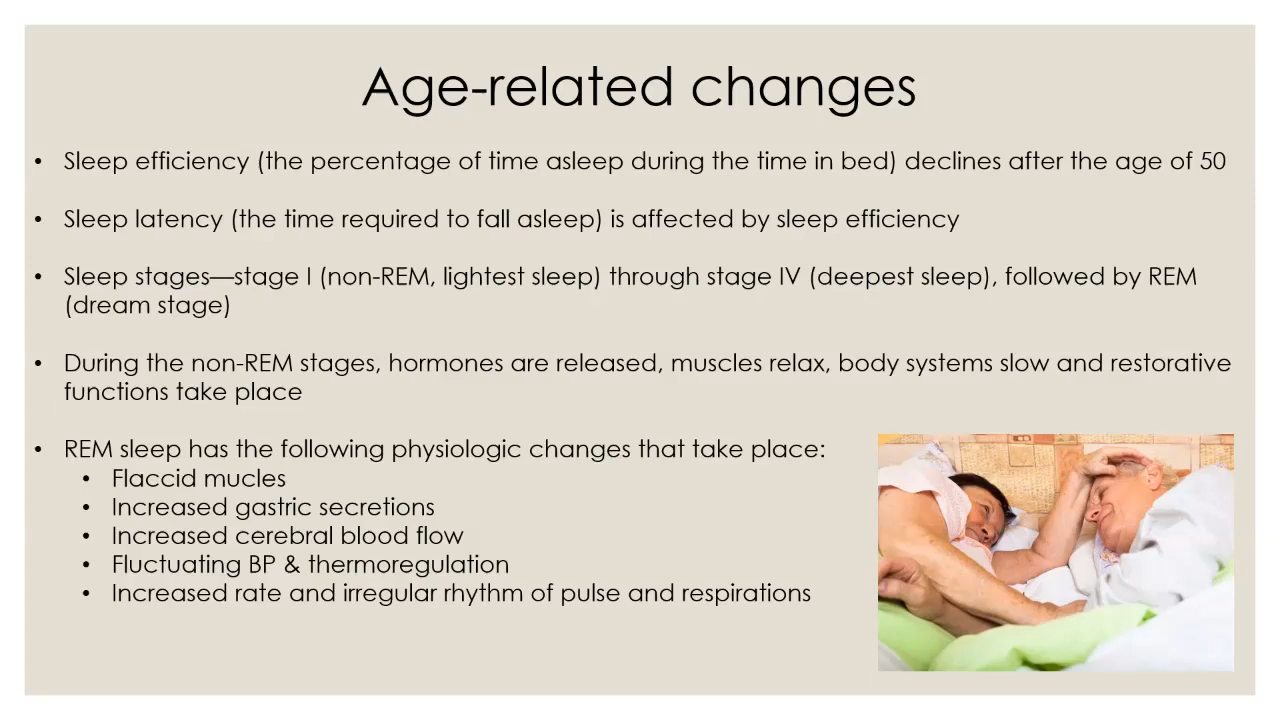 Age-related changes
• Sleep efficiency (the percentage of time asleep during the time in bed) declines after the age of 50
• Sleep latency (the time required to fall asleep) is affected by sleep efficiency
• Sleep stages—stage I (non-REM, lightest sleep) through stage IV (deepest sleep), followed by REM
(dream stage)
• During the non-REM stages, hormones are released, muscles relax, body systems slow and restorative
functions take place
• REM sleep has the following physiologic changes that take place:
• Flaccid mucles
• Increased gastric secretions
• Increased cerebral blood flow
• Fluctuating BP & thermoregulation
• Increased rate and irregular rhythm of pulse and respirations